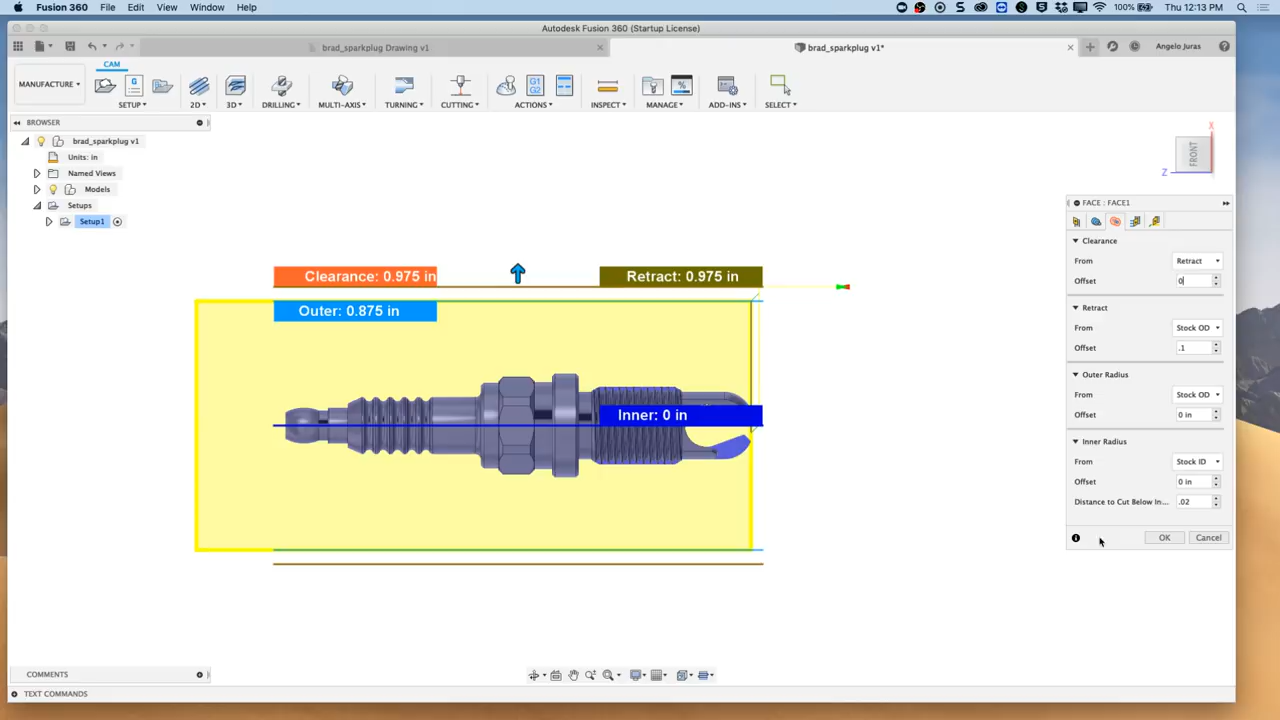 Fusion 360 File Edit View Window Help
100% Thu 12:13 PM
Autodesk Fusion 360 (Startup License)
brad_sparkplug Drawing v1
brad_sparkplug v1*
Angelo Juras
CAM
MANUFACTURE
SETUP
2D
3D
DRILLING
MULTI-AXIS
TURNING
CUTTING
G1
G2
ACTIONS
INSPECT
MANAGE
ADD-INS
SELECT
BROWSER
brad_sparkplug v1
Units: in
Named Views
Models
Setups
Setup1
X
FRONT
Z
Clearance: 0.975 in
Retract: 0.975 in
Outer: 0.875 in
Inner: 0 in
FACE : FACE1
Clearance
From Retract
Offset 0
Retract
From Stock OD
Offset .1
Outer Radius
From Stock OD
Offset 0 in
Inner Radius
From Stock ID
Offset 0 in
Distance to Cut Below In... .02
OK Cancel
COMMENTS
TEXT COMMANDS